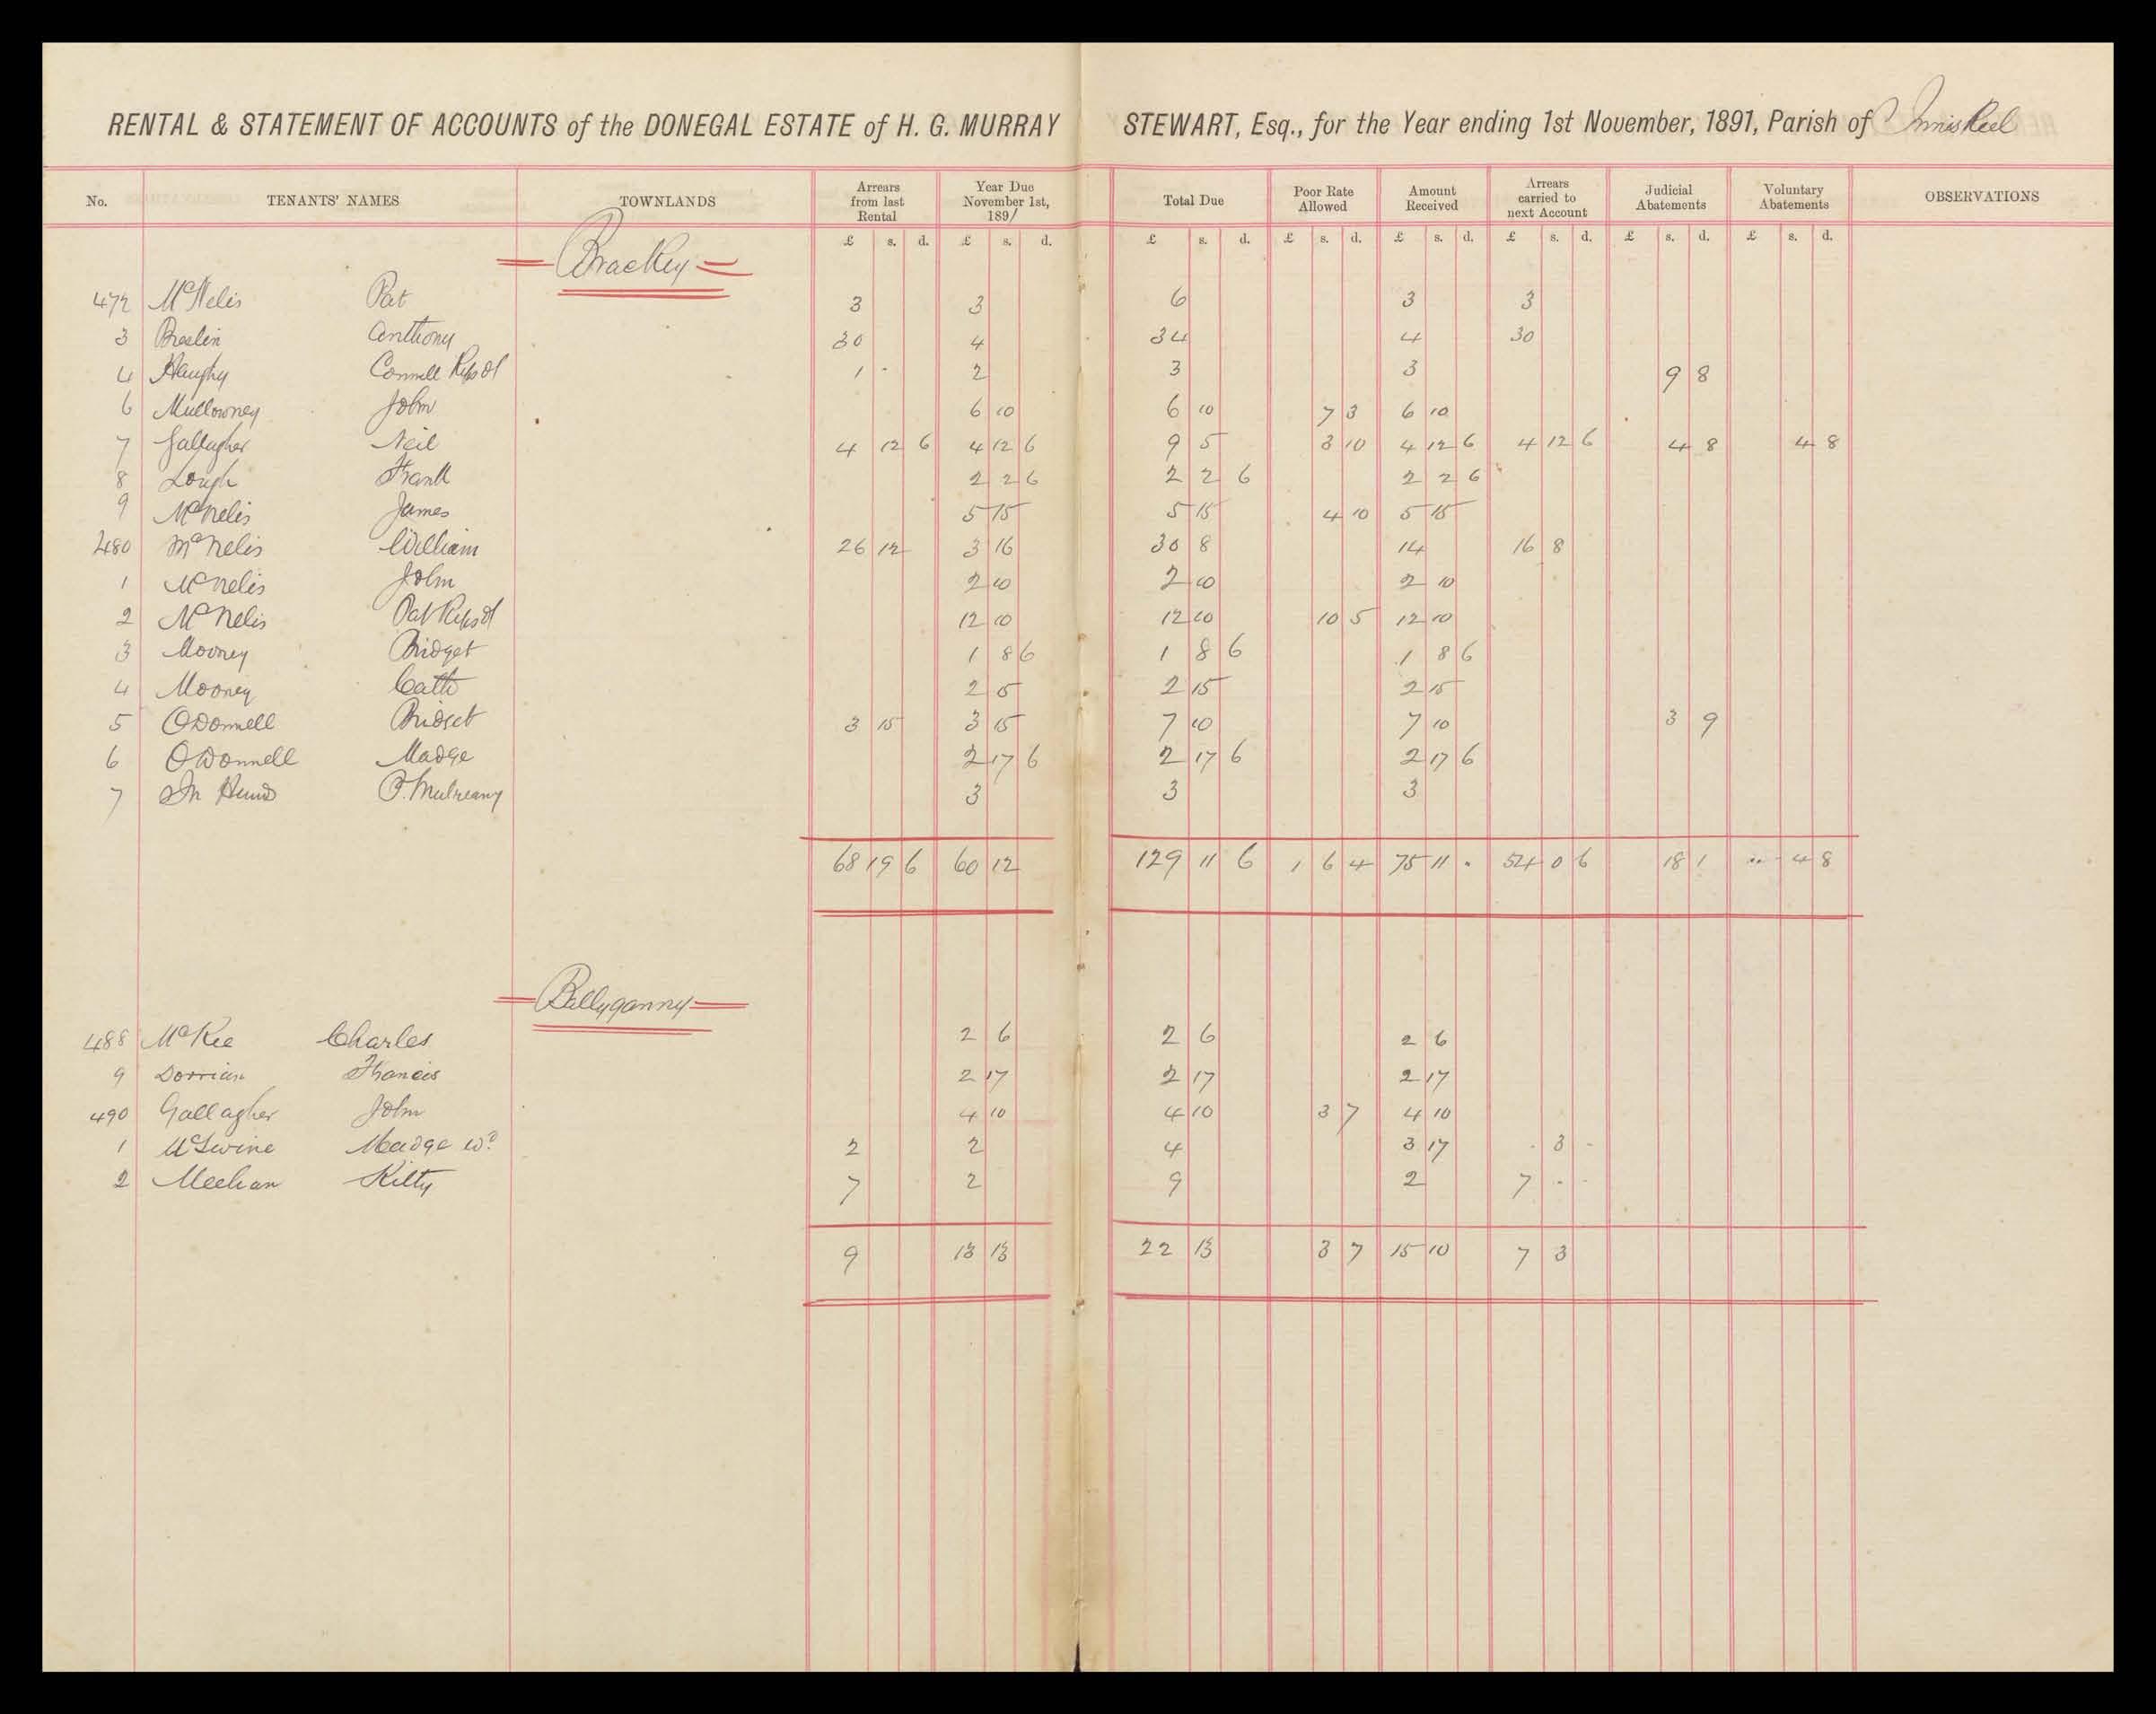 RENTAL & STATEMENT OF ACCOUNTS of the DONEGAL ESTATE of H. G. MURRAY STEWART, Esq., for the Year ending 1st November, 1891, Parish of Inniskeel
No. TENANTS' NAMES TOWNLANDS Arrears from last Rental Year Due November 1st, 1891 Total Due Poor Rate Allowed Amount Received Arrears carried to next Account Judicial Abatements Voluntary Abatements OBSERVATIONS
£ s. d. £ s. d. £ s. d. £ s. d. £ s. d. £ s. d. £ s. d. £ s. d.
Brackey
472 McNelis Pat 3 3 6 3 3
3 Breslin Anthony 30 4 34 4 30
4 Haughy Connell Reps of 1 - 2 3 3 9 8
6 Mullowney John 6 10 6 10 7 3 6 10
7 Gallagher Neil 4 12 6 4 12 6 9 5 3 10 4 12 6 4 12 6 4 8 4 8
8 Lough Frank 2 2 6 2 2 6 2 2 6
9 McNelis James 5 15 5 15 4 10 5 15
480 McNelis William 26 12 3 16 30 8 14 16 8
1 McNelis John 2 10 2 10 2 10
2 McNelis Pat Reps of 12 10 12 10 10 5 12 10
3 Mooney Bridget 1 8 6 1 8 6 1 8 6
4 Mooney Cath 2 15 2 15 2 15
5 ODonnell Bridget 3 15 3 15 7 10 7 10 3 9
6 ODonnell Madge 2 17 6 2 17 6 2 17 6
7 In Hands P. Mulreany 3 3 3
68 19 6 60 12 129 11 6 1 6 4 75 11 - 54 0 6 18 1 - 4 8
Ballyganny
488 McKee Charles 2 6 2 6 2 6
9 Dorrian Francis 2 17 2 17 2 17
490 Gallagher John 4 10 4 10 3 7 4 10
1 McSwine Madge wd 2 2 4 3 17 - 3 -
2 Meehan Kitty 7 2 9 2 7 - -
9 13 13 22 13 3 7 15 10 7 3